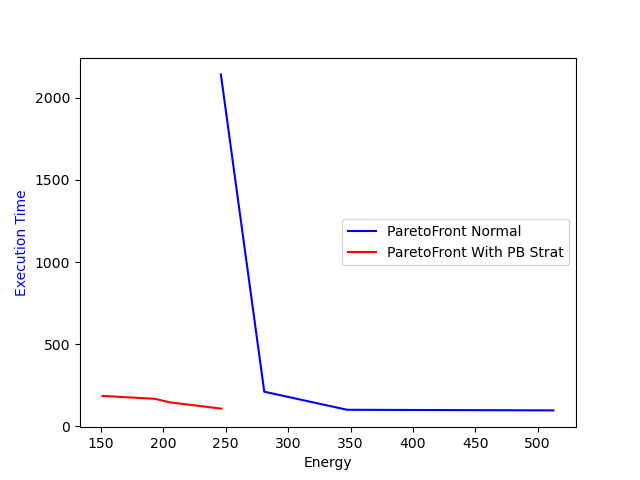 2000
1500
1000
500
0
Execution Time
ParetoFront Normal
ParetoFront With PB Strat
150 200 250 300 350 400 450 500
Energy